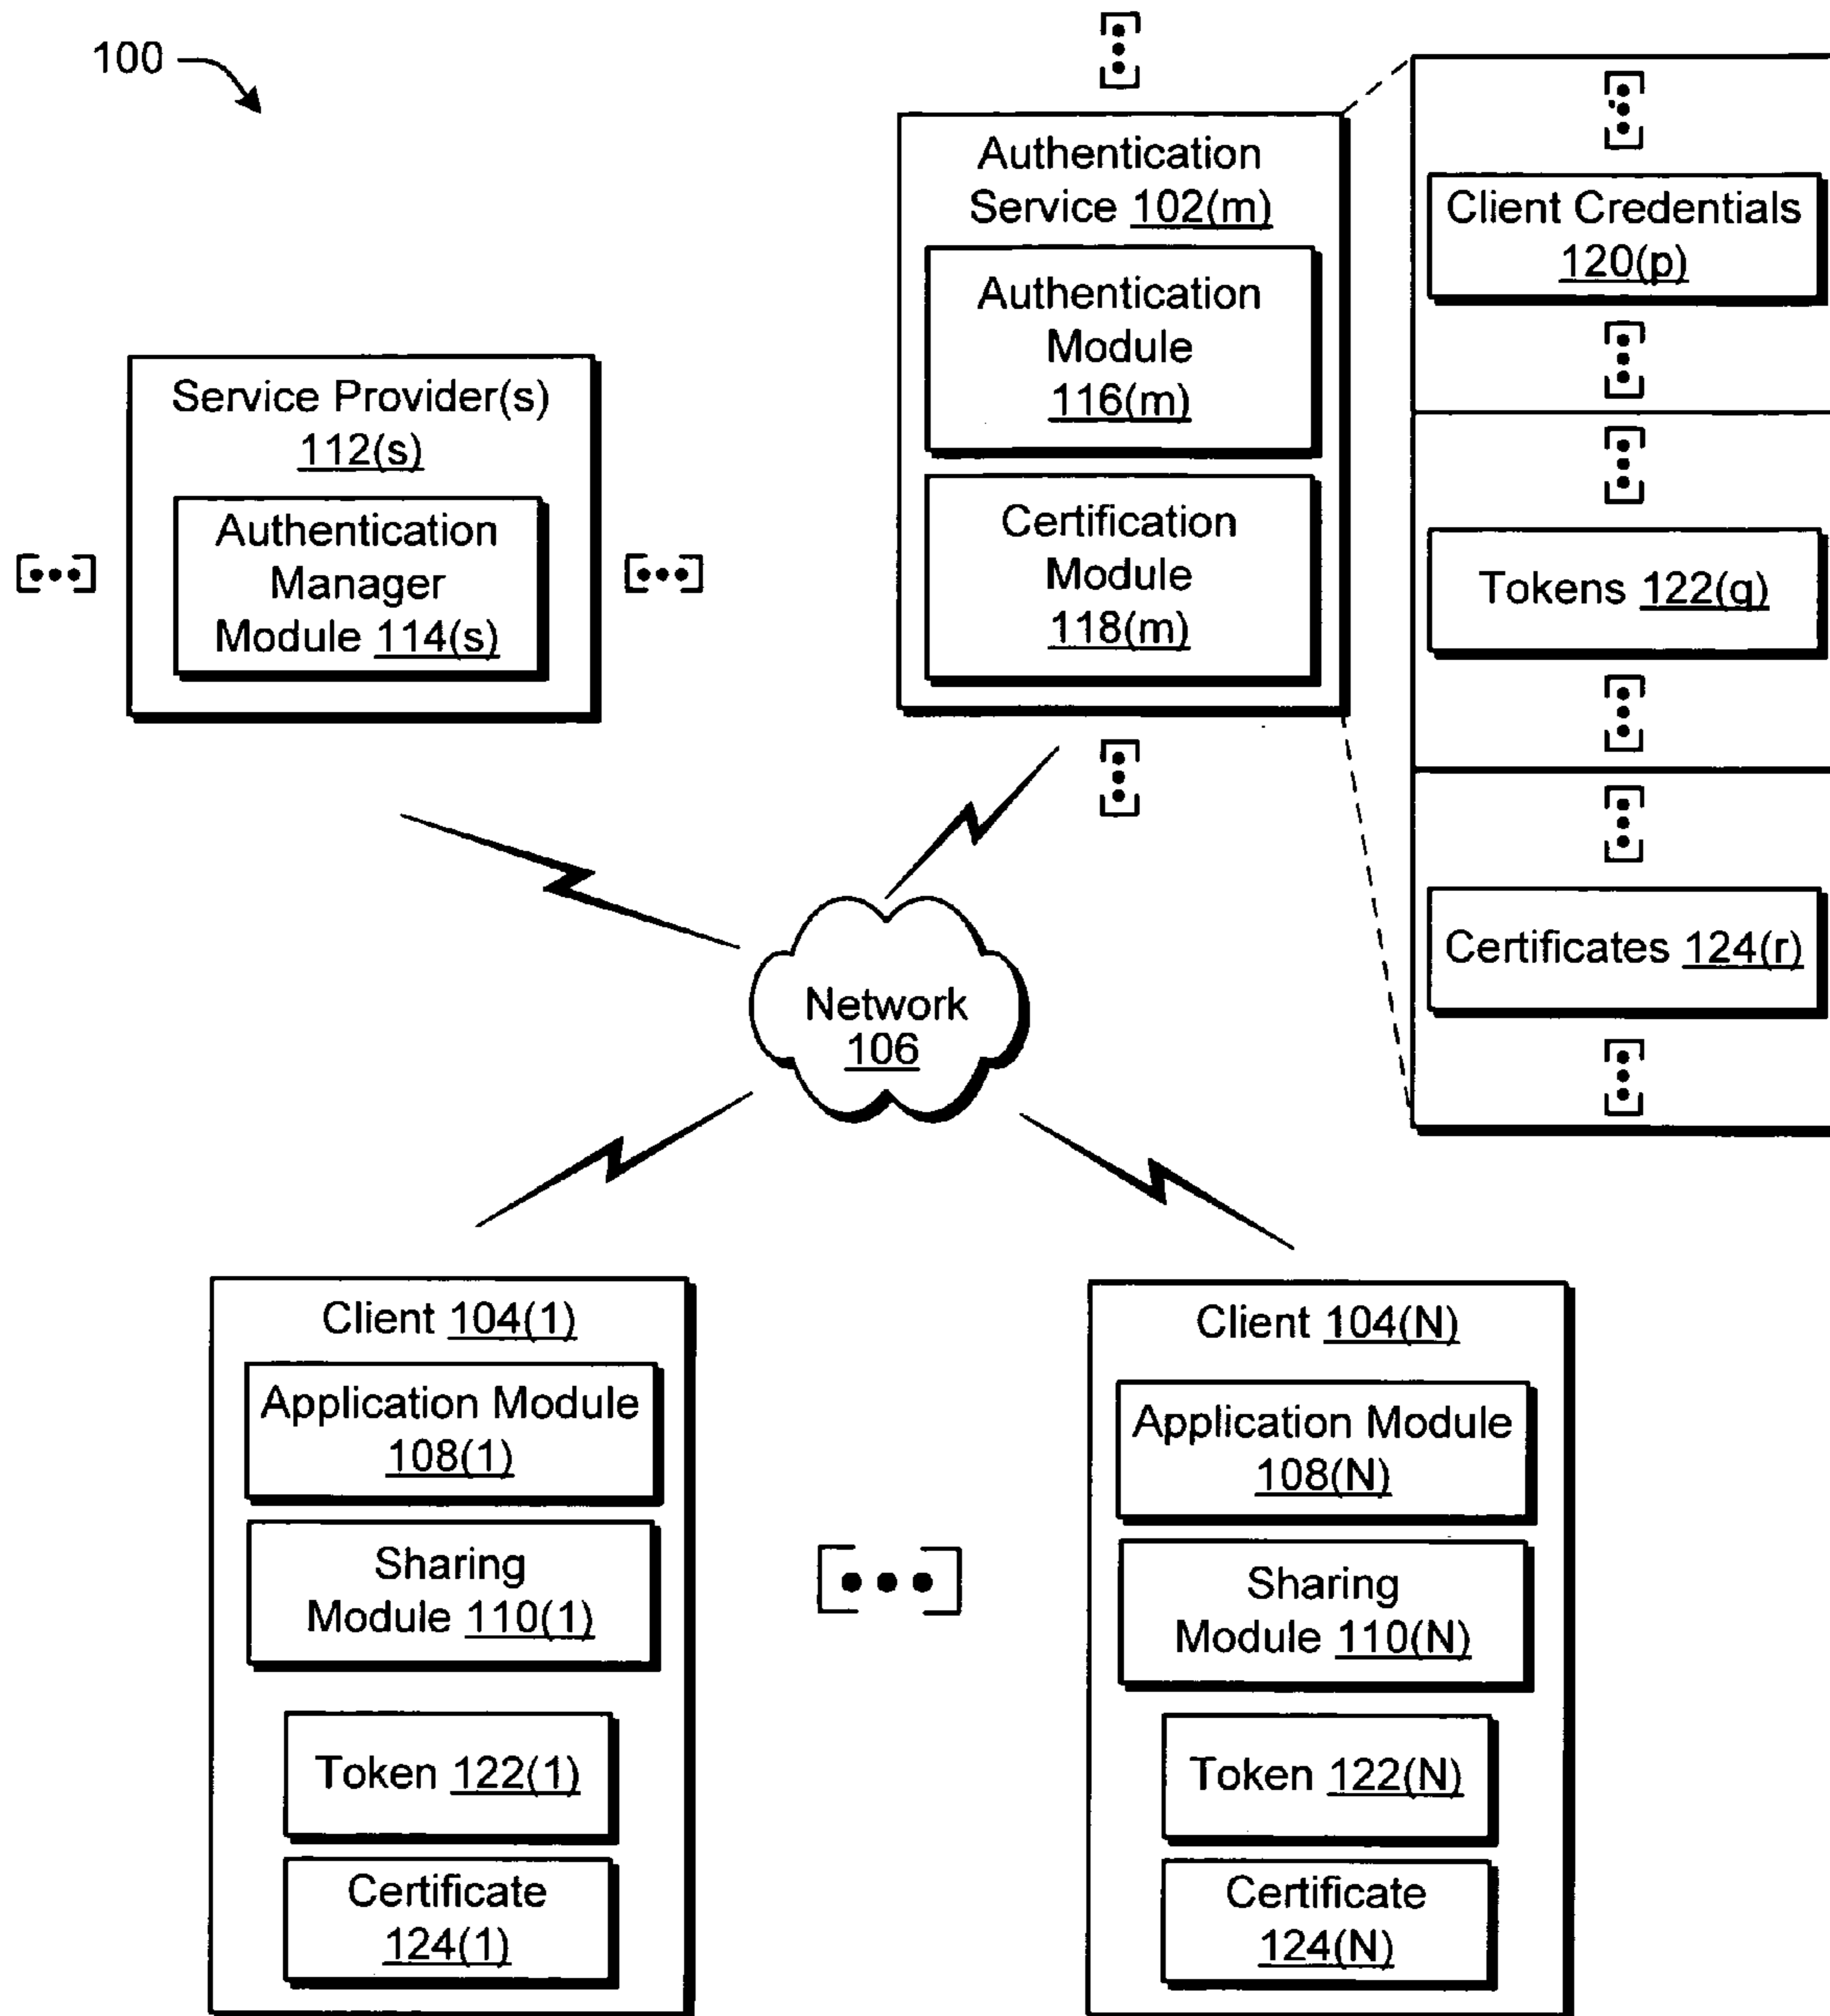 100
Authentication
Service 102(m)
Authentication
Module
116(m)
Certification
Module
118(m)
Client Credentials
120(p)
Tokens 122(q)
Certificates 124(r)
Service Provider(s)
112(s)
Authentication
Manager
Module 114(s)
Network
106
Client 104(1)
Application Module
108(1)
Sharing
Module 110(1)
Token 122(1)
Certificate
124(1)
Client 104(N)
Application Module
108(N)
Sharing
Module 110(N)
Token 122(N)
Certificate
124(N)